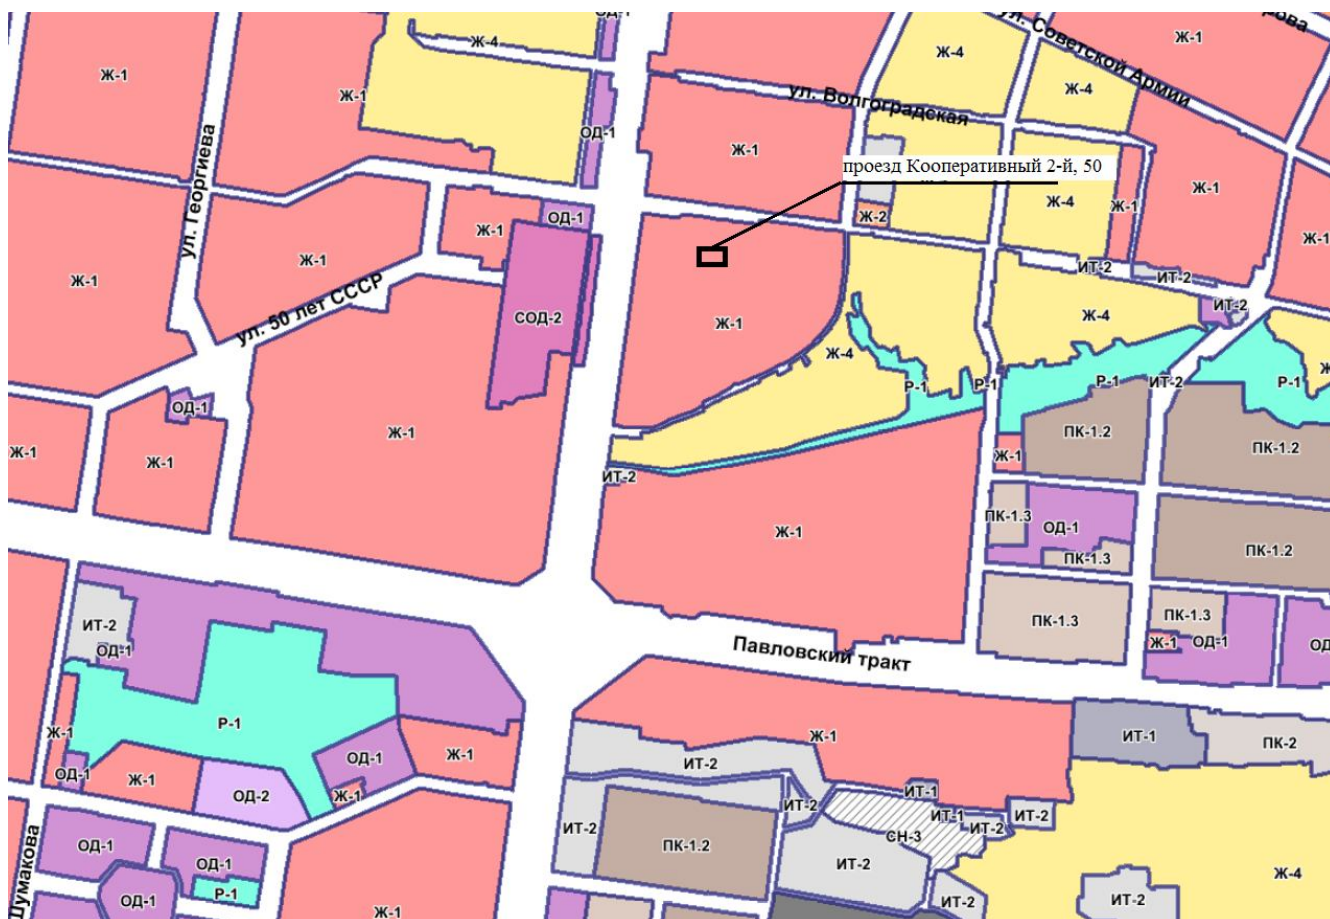 ОД-1
ул. Советской Армии
рова
Ж-4
Ж-1
Ж-4
Ж-1
Ж-1
Ж-4
ул. Волгоградская
ОД-1
Ж-1
проезд Кооперативный 2-й, 50
ул. Георгиева
Ж-4
Ж-1
Ж-1
ОД-1
Ж-2
Ж-1
Ж-1
Ж-1
ИТ-2
ИТ-2
Ж-1
ул. 50 лет СССР
СОД-2
Ж-1
Ж-4
ИТ-2
Ж-4
Р-1
Р-1
Р-1
ИТ-2
Р-1
Ж
ОД-1
Ж-1
Ж-1
Ж-1
ПК-1.2
ПК-1.2
Ж-1
ИТ-2
ПК-1.3
ОД-1
Ж-1
ПК-1.3
ПК-1.2
ПК-1.3
ПК-1.3
Ж-1
ОД-1
ОД
ИТ-2
ОД-1
Павловский тракт
Р-1
Ж-1
ОД-1
Ж-1
ОД-1
Ж-1
Ж-1
ИТ-1
ПК-2
ИТ-2
ОД-2
Ж-1
ИТ-1
ИТ-2
ИТ-1
ИТ-2
ИТ-2
ИТ-2
СН-3
Шумакова
ОД-1
ОД-1
ПК-1.2
ИТ-2
Ж-4
Р-1
ОД-1
Ж-1
ИТ-2
ИТ-2